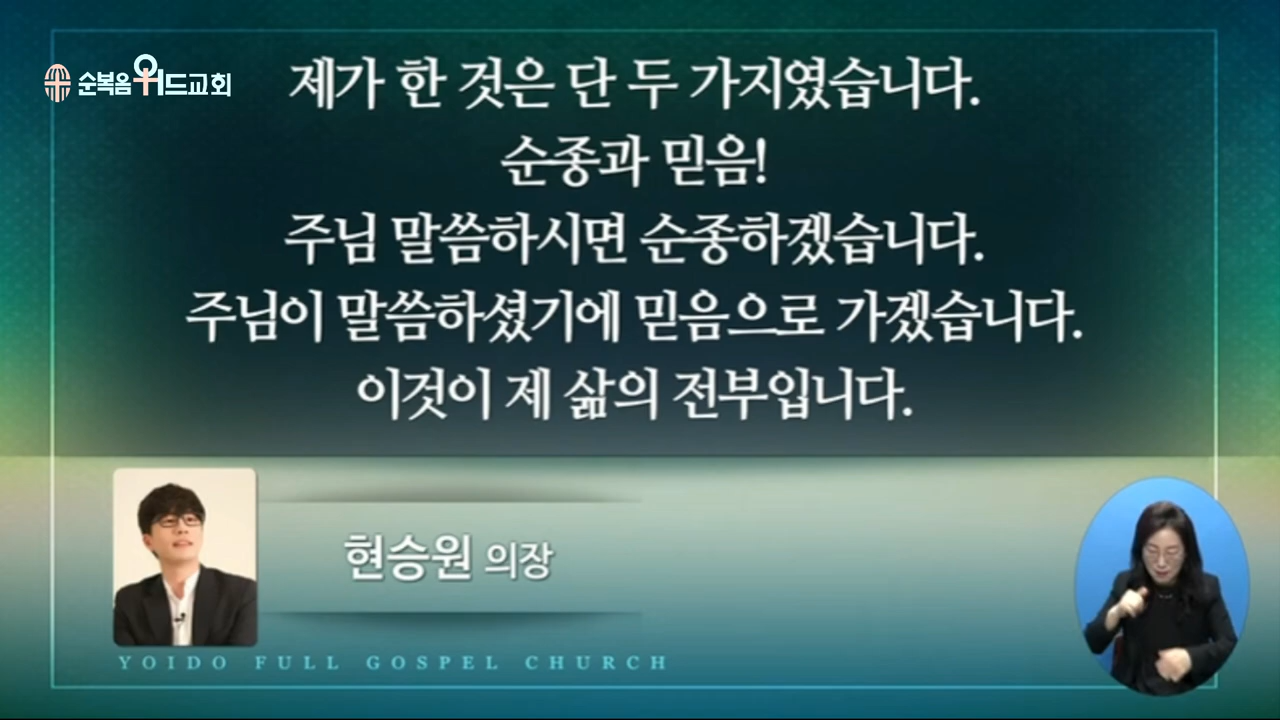 순복음위드교회
제가 한 것은 단 두 가지였습니다.
순종과 믿음!
주님 말씀하시면 순종하겠습니다.
주님이 말씀하셨기에 믿음으로 가겠습니다.
이것이 제 삶의 전부입니다.
현승원 의장
YOIDO FULL GOSPEL CHURCH